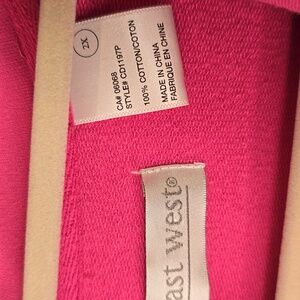 2X
CA# 06068
STYLE# CD1197P
100% COTTON/COTON
MADE IN CHINA
FABRIQUE EN CHINE
ast west®